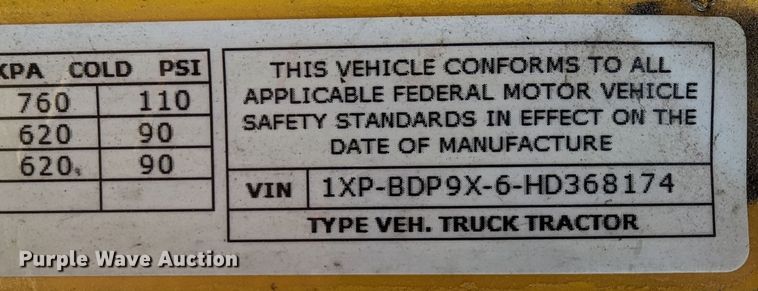 KPA COLD PSI
760 110
620 90
620 90
THIS VEHICLE CONFORMS TO ALL
APPLICABLE FEDERAL MOTOR VEHICLE
SAFETY STANDARDS IN EFFECT ON THE
DATE OF MANUFACTURE
VIN 1XP-BDP9X-6-HD368174
TYPE VEH. TRUCK TRACTOR
Purple Wave Auction